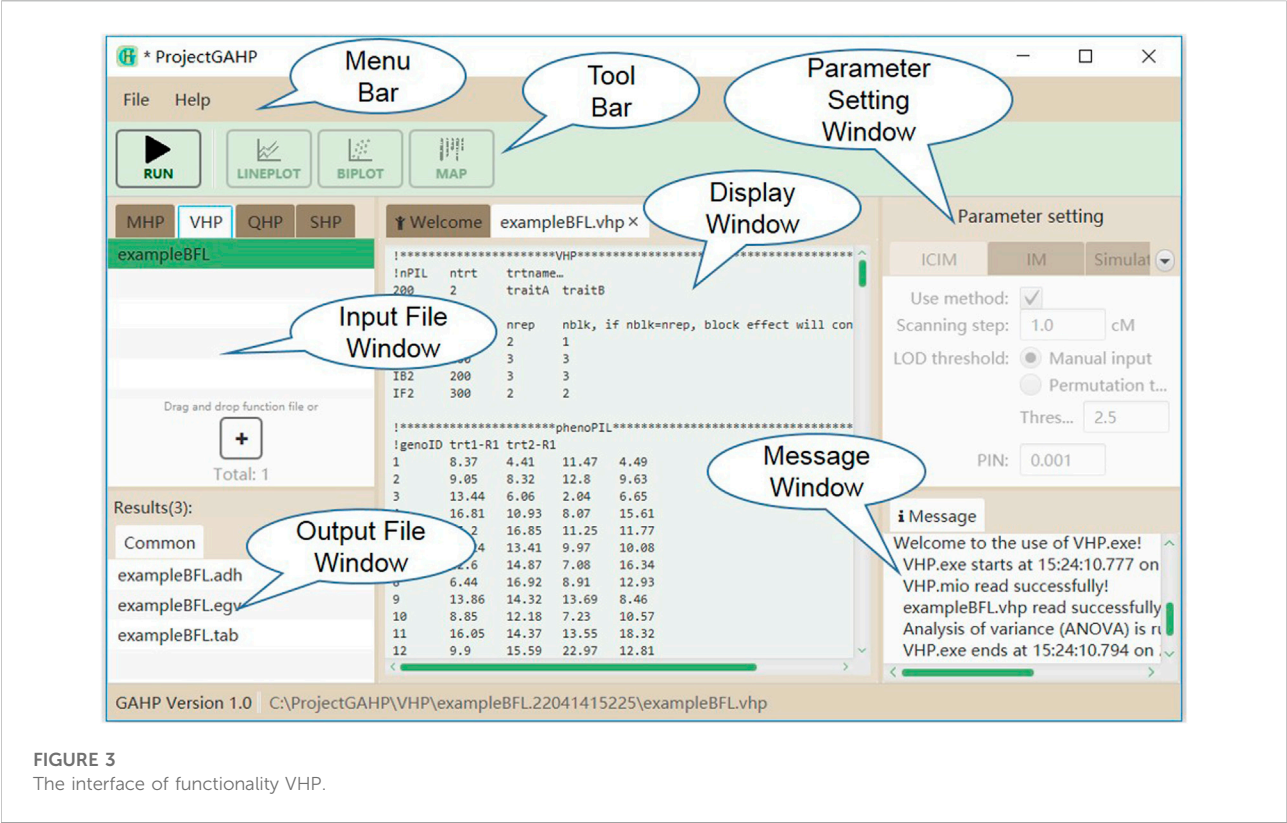 * ProjectGAHP
Menu
Bar
Tool
Bar
Parameter
Setting
Window
File Help
RUN
LINEPLOT
BIPLOT
MAP
MHP VHP QHP SHP
exampleBFL
Input File
Window
Drag and drop function file or
+
Total: 1
Results(3):
Common
Output File
Window
exampleBFL.adh
exampleBFL.egv
exampleBFL.tab
Welcome exampleBFL.vhp ×
Display
Window
!**********************VHP**********************************
!nPIL ntrt trtname…
200 2 traitA traitB
nrep nblk, if nblk=nrep, block effect will con
2 1
3 3
IB2 200 3 3
IF2 300 2 2
!**********************phenoPIL**********************************
!genoID trt1-R1 trt2-R1
1 8.37 4.41 11.47 4.49
2 9.05 8.32 12.8 9.63
3 13.44 6.06 2.04 6.65
16.81 10.93 8.07 15.61
16.85 11.25 11.77
13.41 9.97 10.08
14.87 7.08 16.34
8 6.44 16.92 8.91 12.93
9 13.86 14.32 13.69 8.46
10 8.85 12.18 7.23 10.57
11 16.05 14.37 13.55 18.32
12 9.9 15.59 22.97 12.81
Parameter setting
ICIM IM Simulat
Use method:
Scanning step: 1.0 cM
LOD threshold: Manual input
Permutation t...
Thres... 2.5
PIN: 0.001
Message
Window
Message
Welcome to the use of VHP.exe!
VHP.exe starts at 15:24:10.777 on
VHP.mio read successfully!
exampleBFL.vhp read successfully
Analysis of variance (ANOVA) is ru
VHP.exe ends at 15:24:10.794 on
GAHP Version 1.0 C:\ProjectGAHP\VHP\exampleBFL.22041415225\exampleBFL.vhp
FIGURE 3
The interface of functionality VHP.